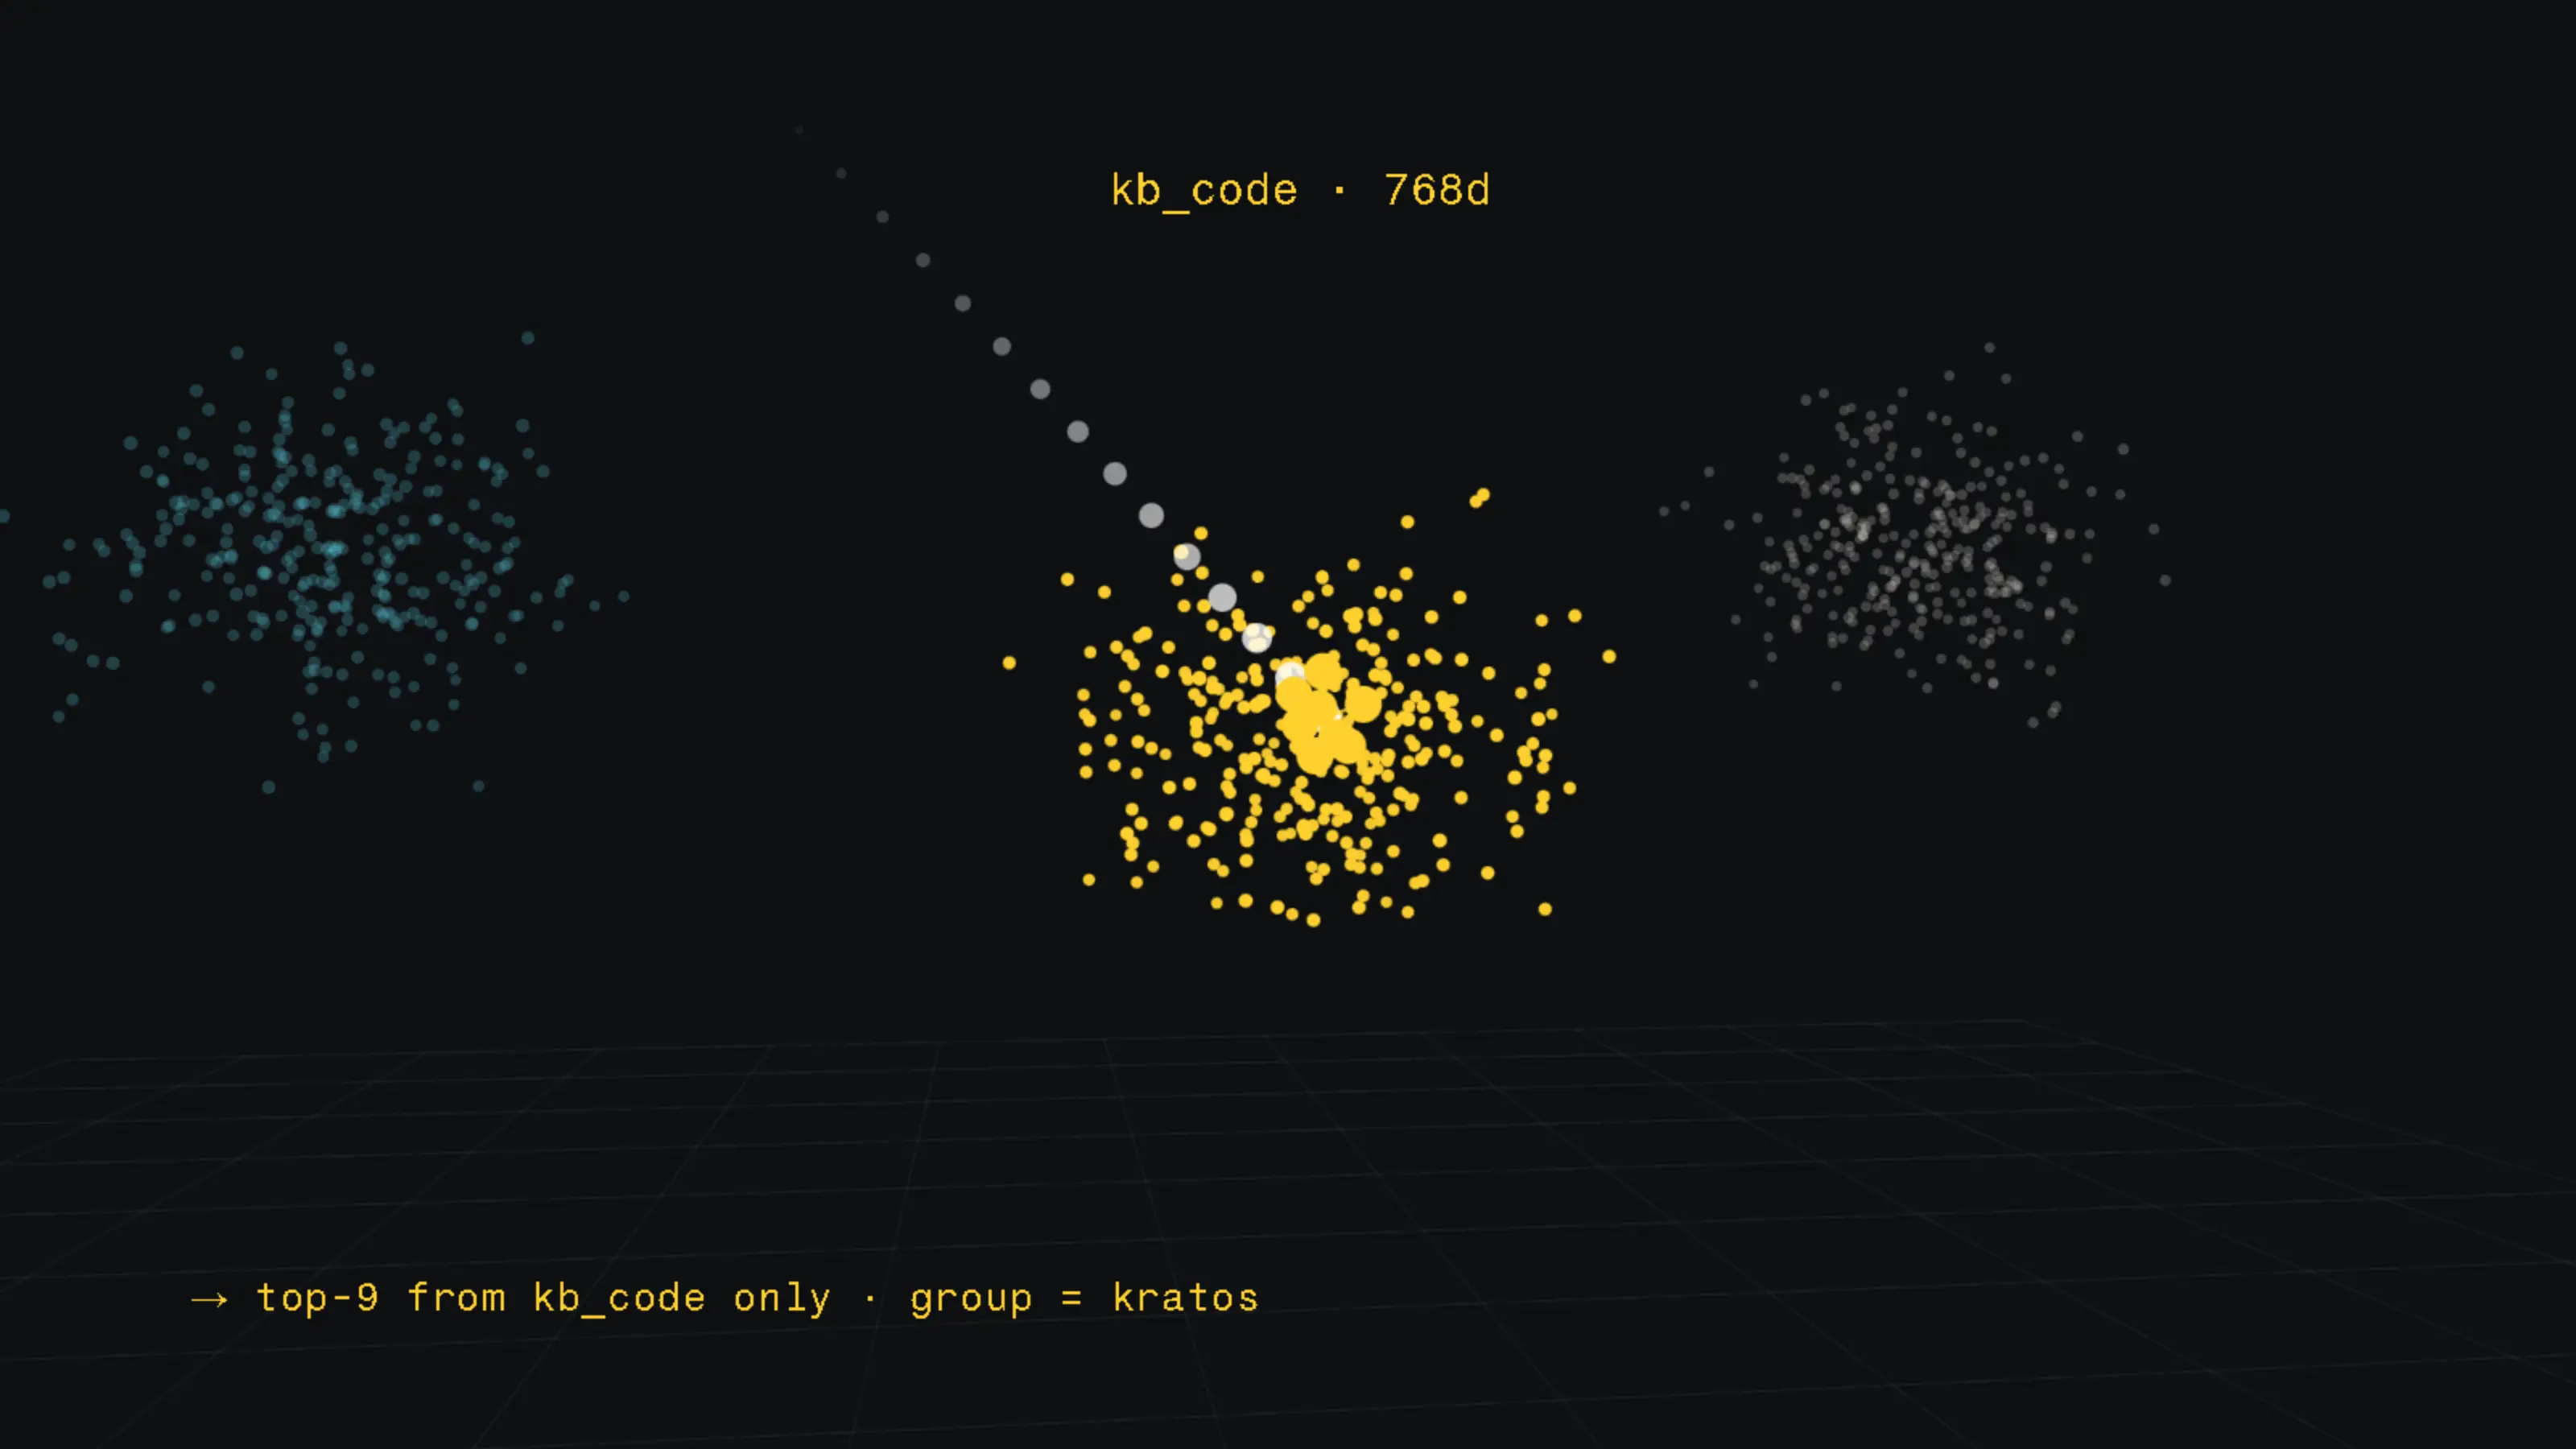 kb_code · 768d
→ top-9 from kb_code only · group = kratos